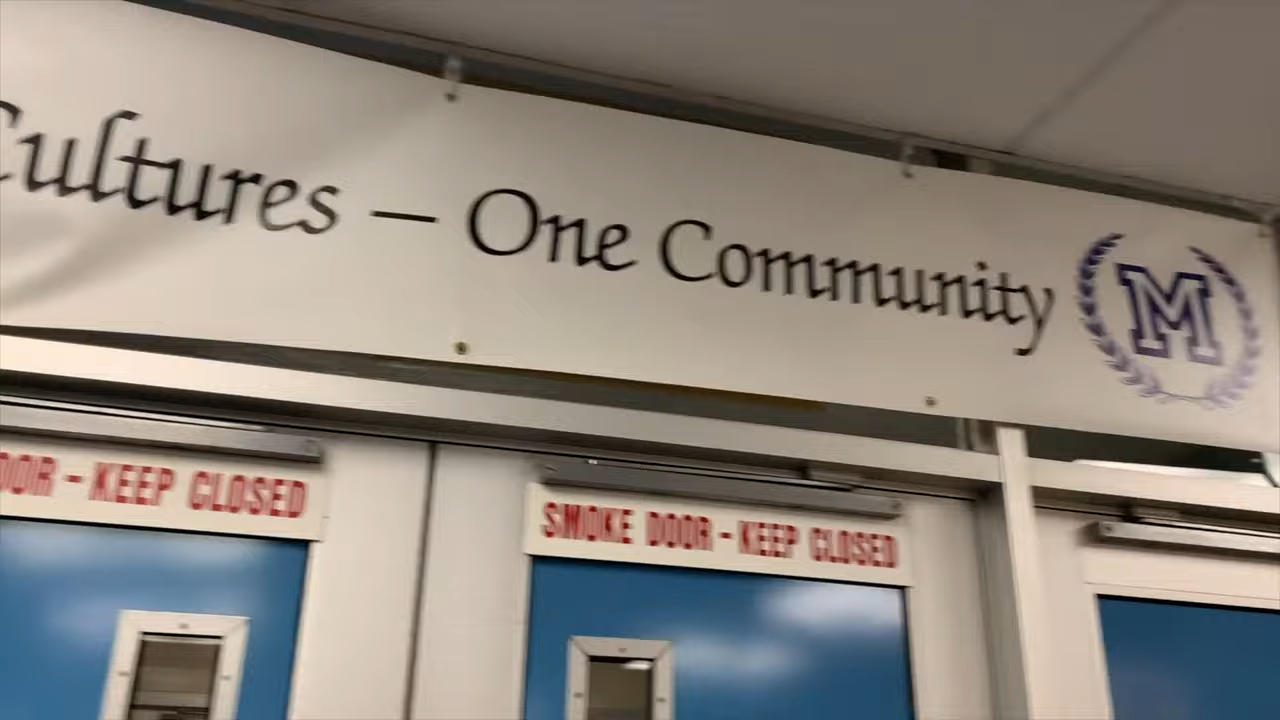 Cultures – One Community
M
DOOR - KEEP CLOSED
SMOKE DOOR - KEEP CLOSED